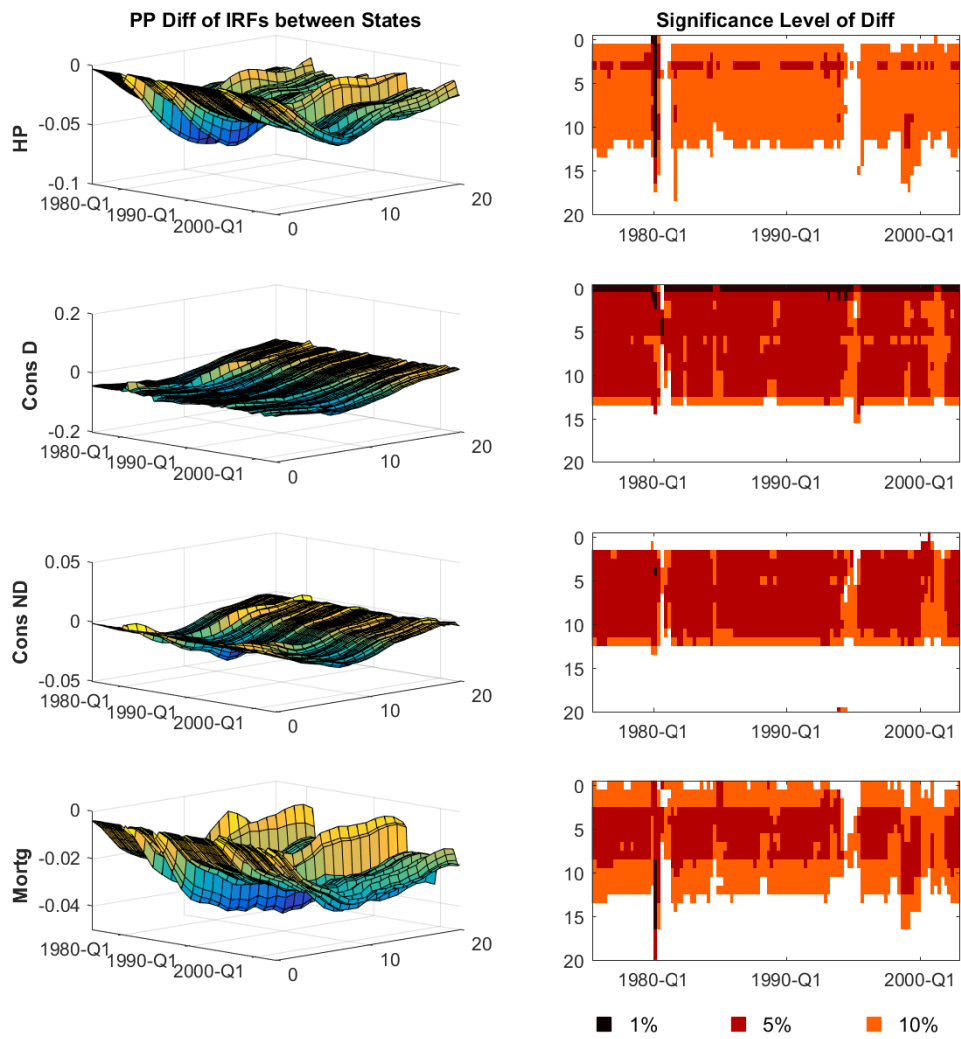 PP Diff of IRFs between States
Significance Level of Diff
HP
0
-0.05
-0.1
1980-Q1
1990-Q1
2000-Q1
0
10
20
0
5
10
15
20
1980-Q1
1990-Q1
2000-Q1
Cons D
0.2
0
-0.2
1980-Q1
1990-Q1
2000-Q1
0
10
20
0
5
10
15
20
1980-Q1
1990-Q1
2000-Q1
Cons ND
0.05
0
-0.05
1980-Q1
1990-Q1
2000-Q1
0
10
20
0
5
10
15
20
1980-Q1
1990-Q1
2000-Q1
Mortg
0
-0.02
-0.04
1980-Q1
1990-Q1
2000-Q1
0
10
20
0
5
10
15
20
1980-Q1
1990-Q1
2000-Q1
1%
5%
10%